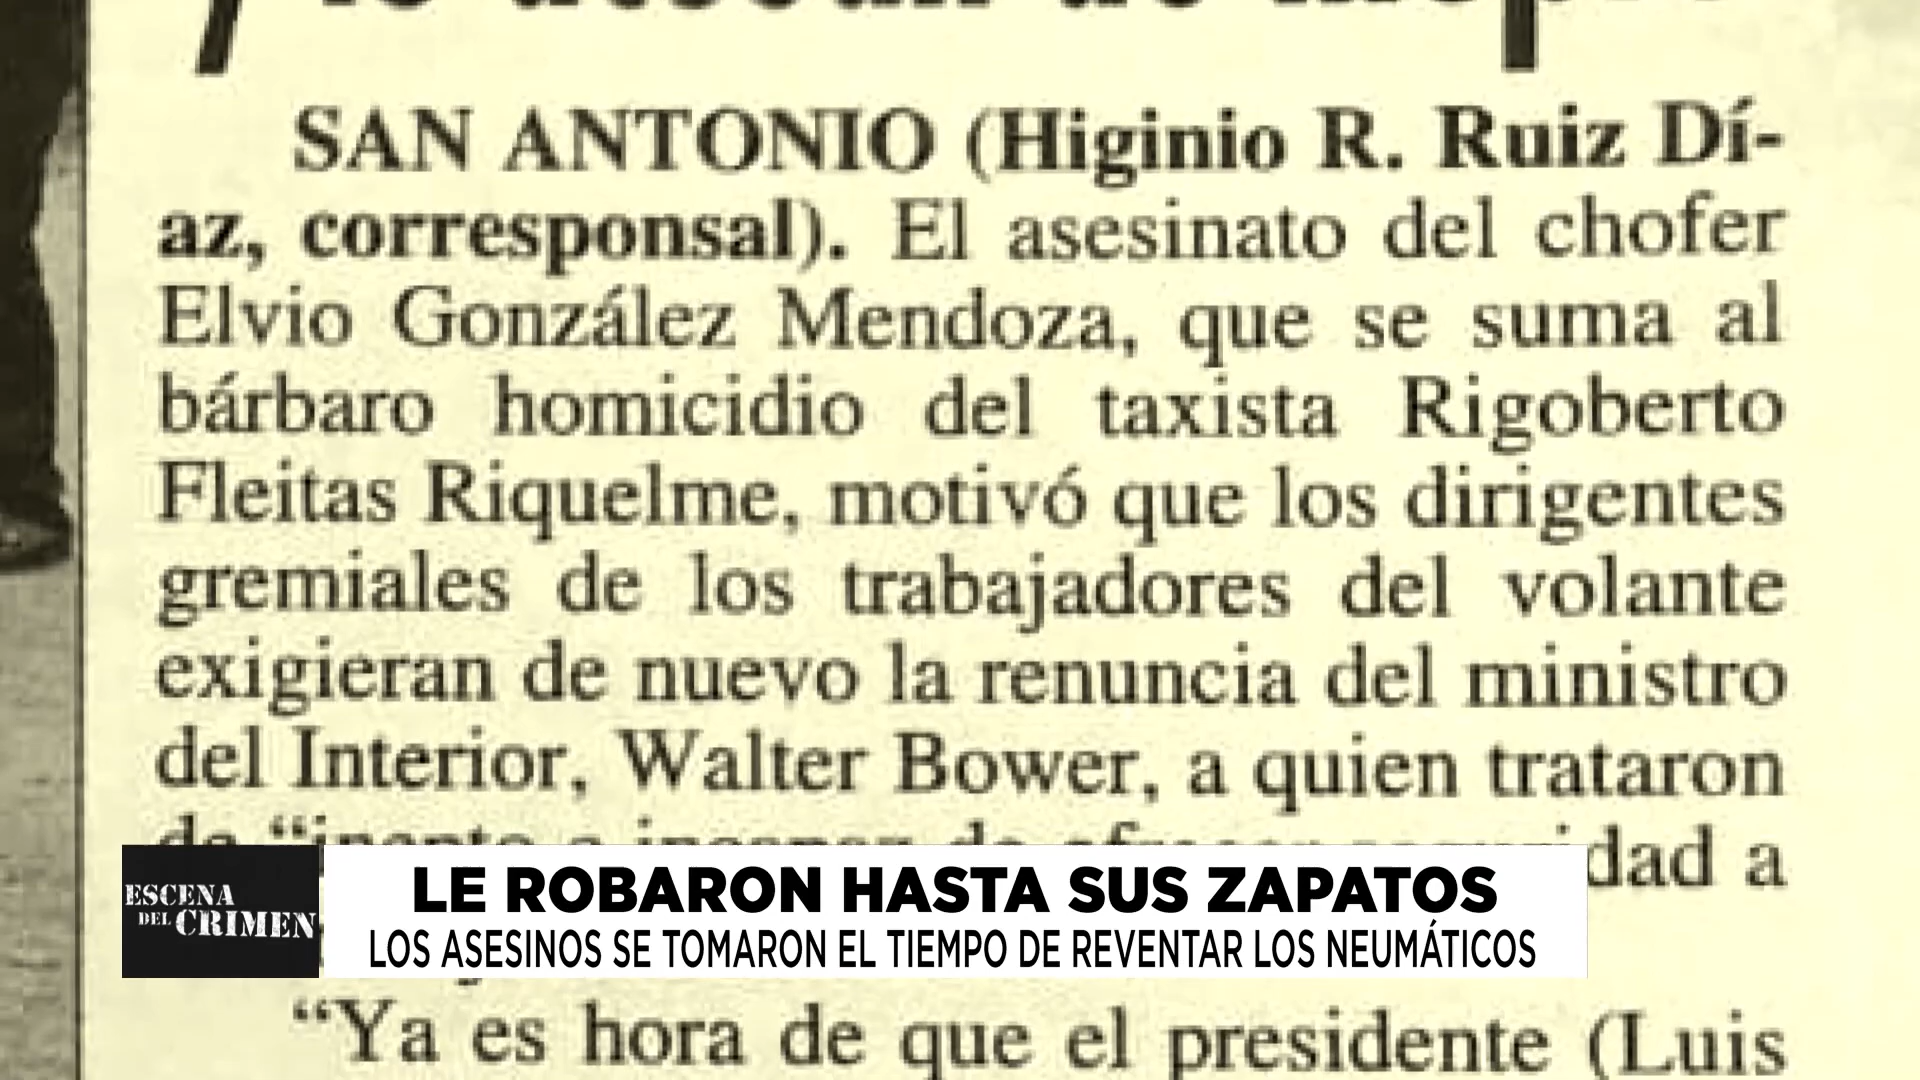 SAN ANTONIO (Higinio R. Ruiz Dí-
az, corresponsal). El asesinato del chofer
Elvio González Mendoza, que se suma al
bárbaro homicidio del taxista Rigoberto
Fleitas Riquelme, motivó que los dirigentes
gremiales de los trabajadores del volante
exigieran de nuevo la renuncia del ministro
del Interior, Walter Bower, a quien trataron
a
ESCENA
DEL CRIMEN
LE ROBARON HASTA SUS ZAPATOS
LOS ASESINOS SE TOMARON EL TIEMPO DE REVENTAR LOS NEUMÁTICOS
“Ya es hora de que el presidente (Luis